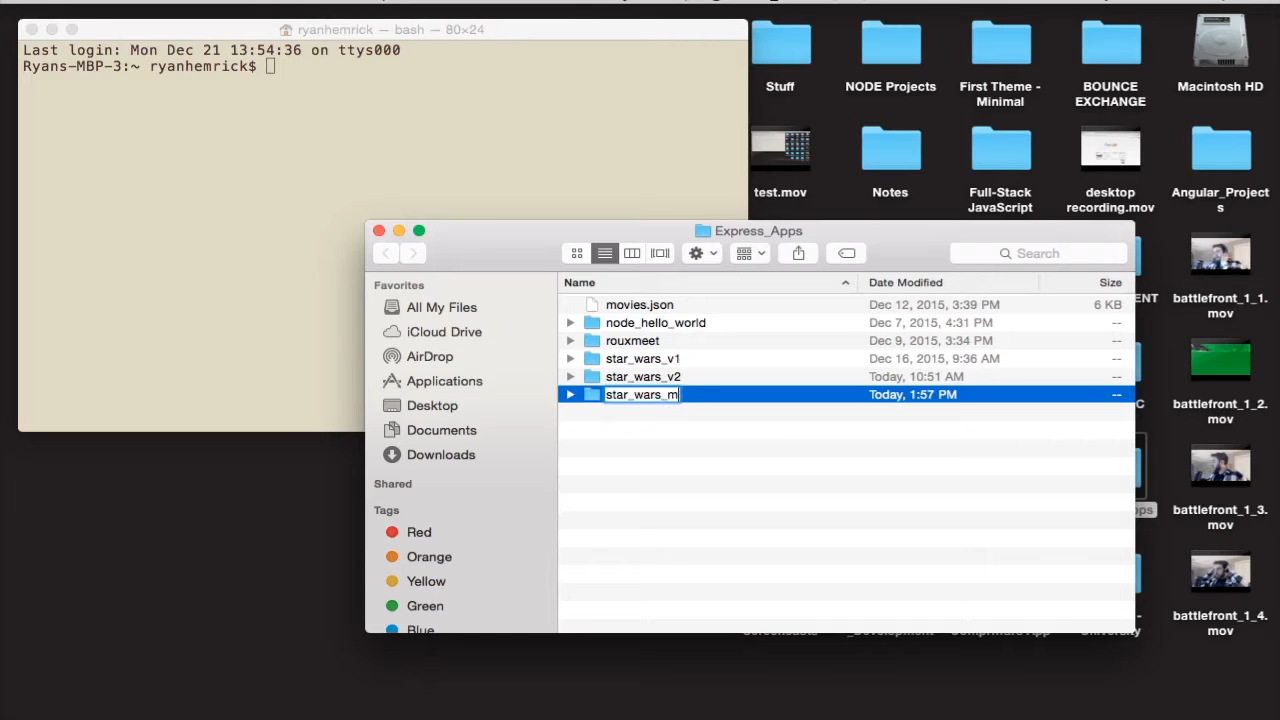 ryanhemrick — bash — 80×24
Last login: Mon Dec 21 13:54:36 on ttys000
Ryans-MBP-3:~ ryanhemrick$
Stuff
NODE Projects
First Theme -
Minimal
BOUNCE
EXCHANGE
Macintosh HD
test.mov
Notes
Full-Stack
JavaScript
desktop
recording.mov
Angular_Project
s
Express_Apps
Search
Favorites
All My Files
iCloud Drive
AirDrop
Applications
Desktop
Documents
Downloads
Shared
Tags
Red
Orange
Yellow
Green
Blue
Name Date Modified Size
movies.json Dec 12, 2015, 3:39 PM 6 KB
node_hello_world Dec 7, 2015, 4:31 PM --
rouxmeet Dec 9, 2015, 3:34 PM --
star_wars_v1 Dec 16, 2015, 9:36 AM --
star_wars_v2 Today, 10:51 AM --
star_wars_m Today, 1:57 PM --
battlefront_1_1.
mov
battlefront_1_2.
mov
battlefront_1_3.
mov
battlefront_1_4.
mov